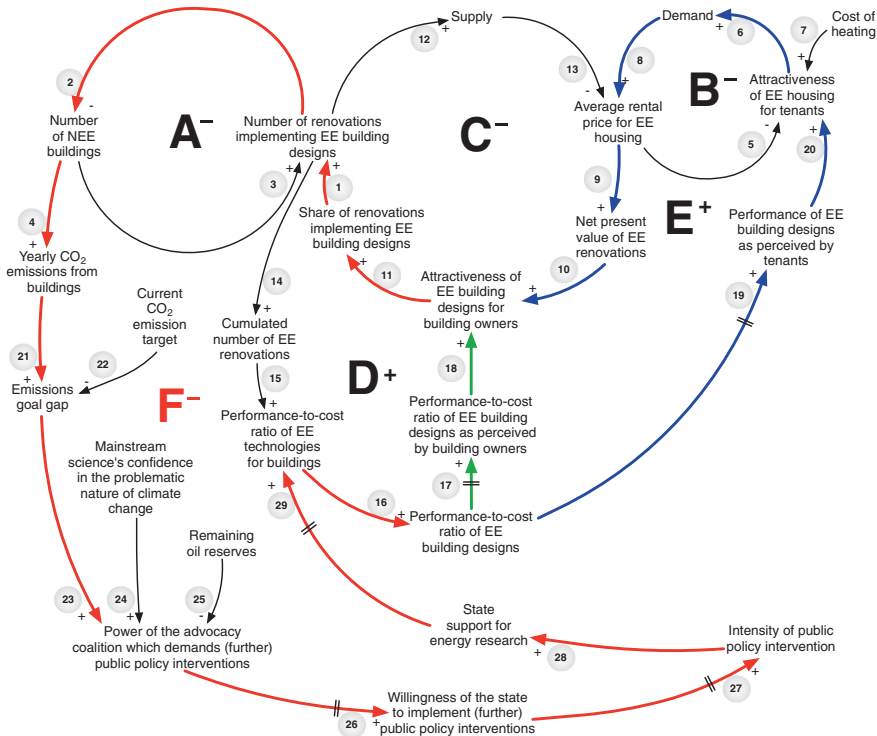 Supply
Demand
Cost of
heating
12
+
6
+
7
+
2
-
13
-
8
+
A-
C-
B-
Number
of NEE
buildings
Number of renovations
implementing EE building
designs
Average rental
price for EE
housing
Attractiveness
of EE housing
for tenants
3
+
1
+
5
-
20
+
9
+
E+
4
+
Share of renovations
implementing EE
building designs
Net present
value of EE
renovations
Performance of EE
building designs
as perceived by
tenants
Yearly CO2
emissions from
buildings
11
+
10
+
19
+
Current
CO2
emission
target
14
+
Attractiveness of
EE building
designs for
building owners
Cumulated
number of EE
renovations
21
+
22
-
15
+
D+
18
+
Emissions
goal gap
F-
Performance-to-cost
ratio of EE
technologies
for buildings
Performance-to-cost
ratio of EE building
designs as perceived
by building owners
Mainstream
science's confidence
in the problematic
nature of climate
change
29
+
16
+
17
+
Performance-to-cost
ratio of EE
building designs
Remaining
oil reserves
23
+
24
+
25
-
Power of the advocacy
coalition which demands (further)
public policy interventions
State
support for
energy research
28
+
Intensity of public
policy intervention
27
+
26
+
Willingness of the state
to implement (further)
public policy interventions